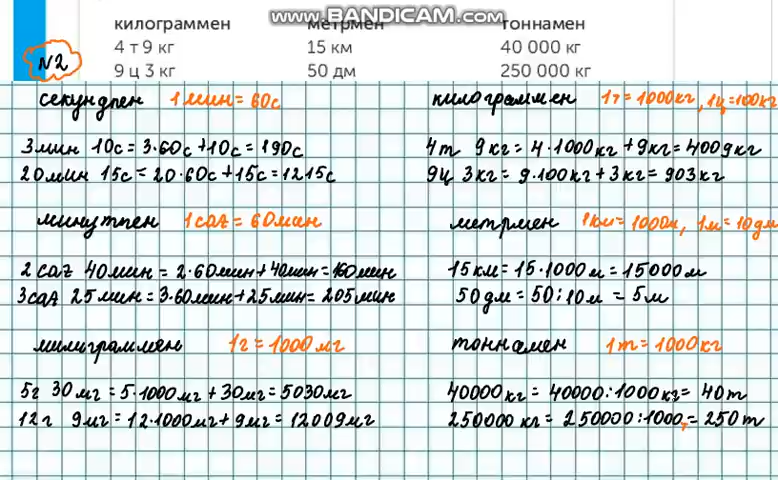 www.BANDICAM.com
килограммен метрмен тоннамен
4 т 9 кг 15 км 40 000 кг
9 ц 3 кг 50 дм 250 000 кг
N2
секундпен 1 мин = 60с
3мин 10с = 3·60с+10с = 190с
20мин 15с = 20·60с+15с = 1215с
минутпен 1 сағ = 60мин
2 сағ 40мин = 2·60мин+40мин = 160мин
3сағ 25мин = 3·60мин+25мин = 205мин
милиграммен 1г = 1000мг
5г 30мг = 5·1000мг + 30мг = 5030мг
12г 9мг = 12·1000мг + 9мг = 12009мг
килограммен 1т = 1000кг, 1ц = 100кг
4т 9кг = 4·1000кг + 9кг = 4009кг
9ц 3кг = 9·100кг + 3кг = 903кг
метрмен 1км = 1000м, 1м = 10дм
15км = 15·1000м = 15000м
50дм = 50:10м = 5м
тоннамен 1т = 1000кг
40000кг = 40000:1000кг = 40т
250000кг = 250000:1000т = 250т